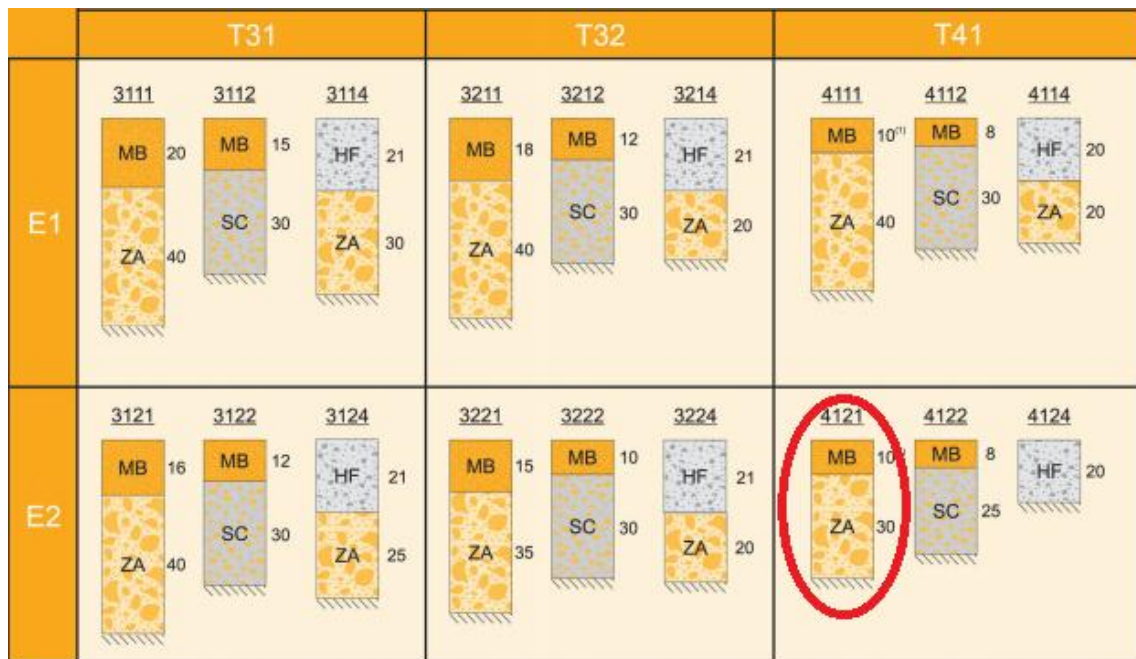 T31 T32 T41
E1
3111 3112 3114 3211 3212 3214 4111 4112 4114
MB 20 MB 15 HF 21 MB 18 MB 12 HF 21 MB 10(1) MB 8 HF 20
ZA 40 SC 30 ZA 30 ZA 40 SC 30 ZA 20 ZA 40 SC 30 ZA 20
E2
3121 3122 3124 3221 3222 3224 4121 4122 4124
MB 16 MB 12 HF 21 MB 15 MB 10 HF 21 MB 10 MB 8 HF 20
ZA 40 SC 30 ZA 25 ZA 35 SC 30 ZA 20 ZA 30 SC 25